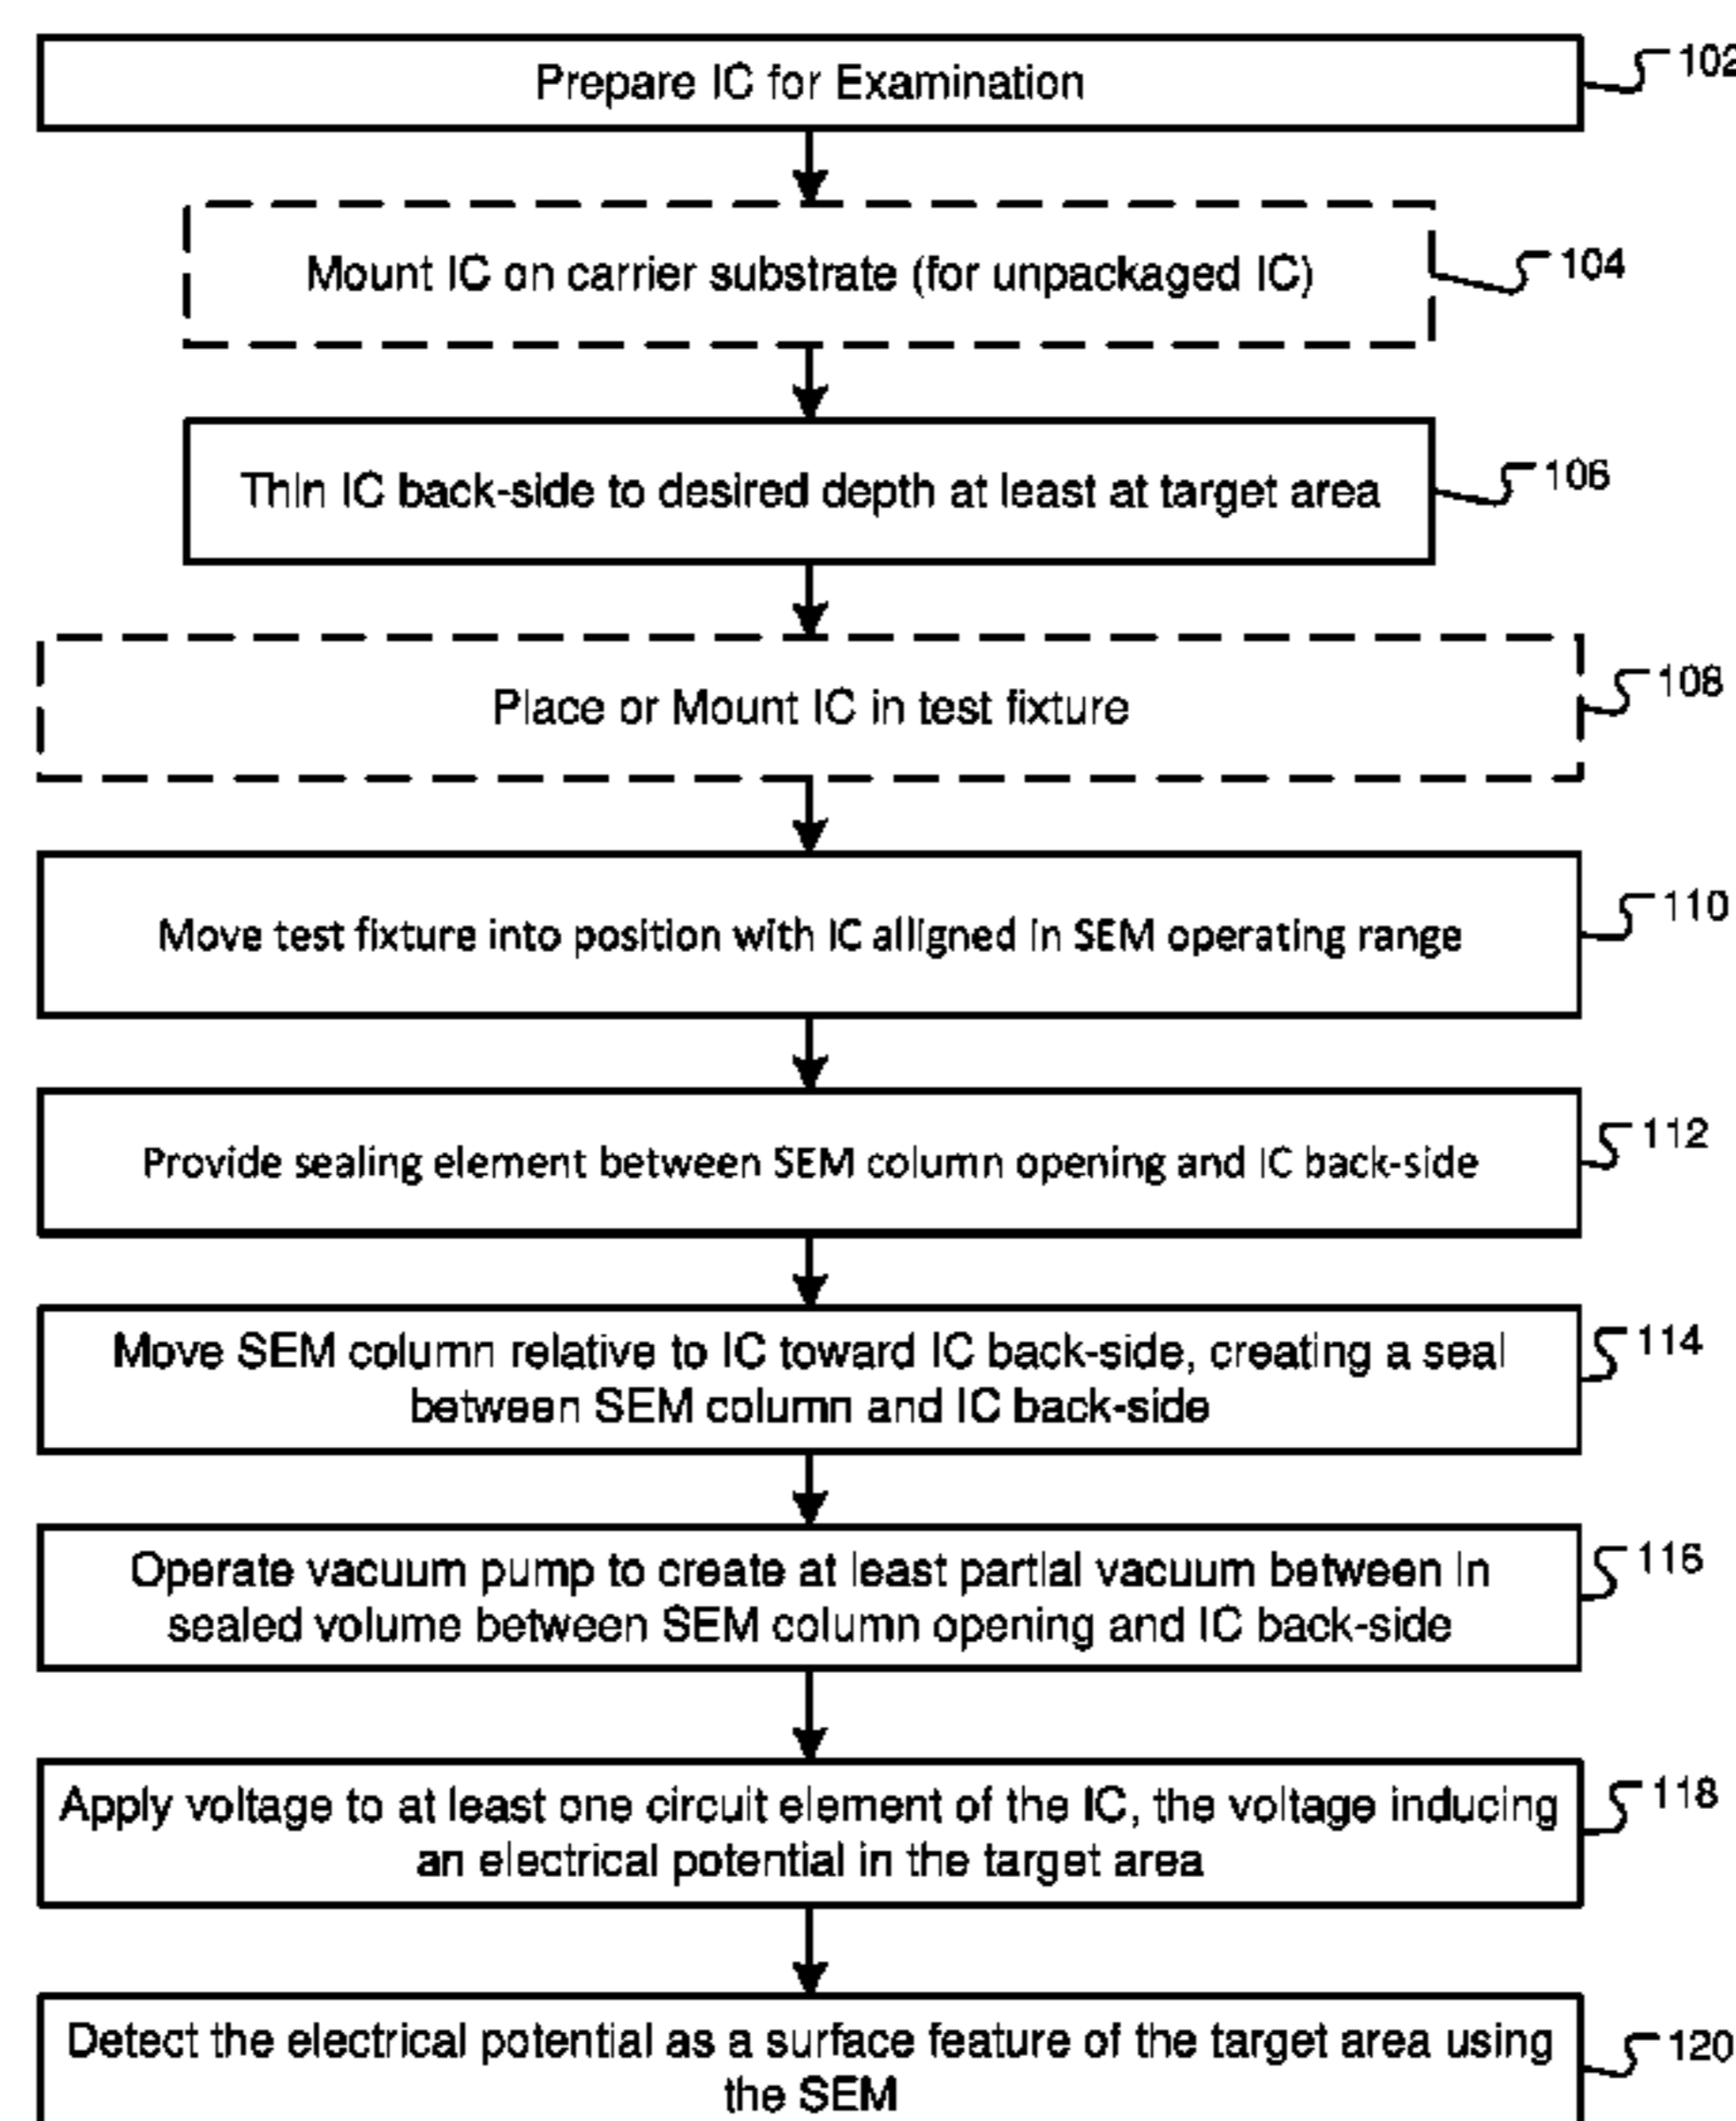 Prepare IC for Examination
102
Mount IC on carrier substrate (for unpackaged IC)
104
Thin IC back-side to desired depth at least at target area
106
Place or Mount IC in test fixture
108
Move test fixture into position with IC alligned in SEM operating range
110
Provide sealing element between SEM column opening and IC back-side
112
Move SEM column relative to IC toward IC back-side, creating a seal
between SEM column and IC back-side
114
Operate vacuum pump to create at least partial vacuum between in
sealed volume between SEM column opening and IC back-side
116
Apply voltage to at least one circuit element of the IC, the voltage inducing
an electrical potential in the target area
118
Detect the electrical potential as a surface feature of the target area using
the SEM
120